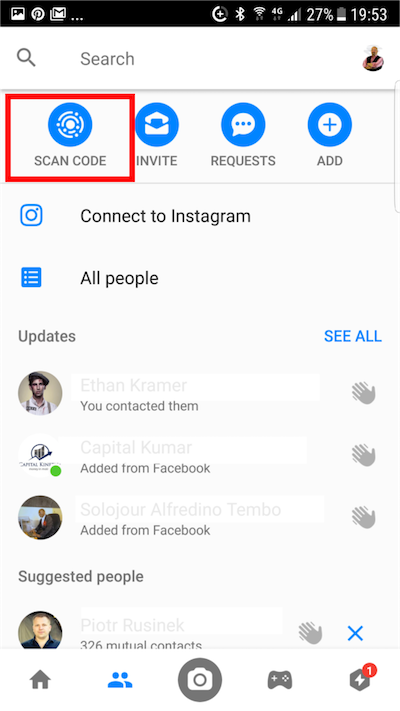 ... 4G 27% 19:53
Search
SCAN CODE INVITE REQUESTS ADD
Connect to Instagram
All people
Updates SEE ALL
Ethan Kramer
You contacted them
Capital Kumar
Added from Facebook
Solojour Alfredino Tembo
Added from Facebook
Suggested people
Piotr Rusinek
326 mutual contacts
1